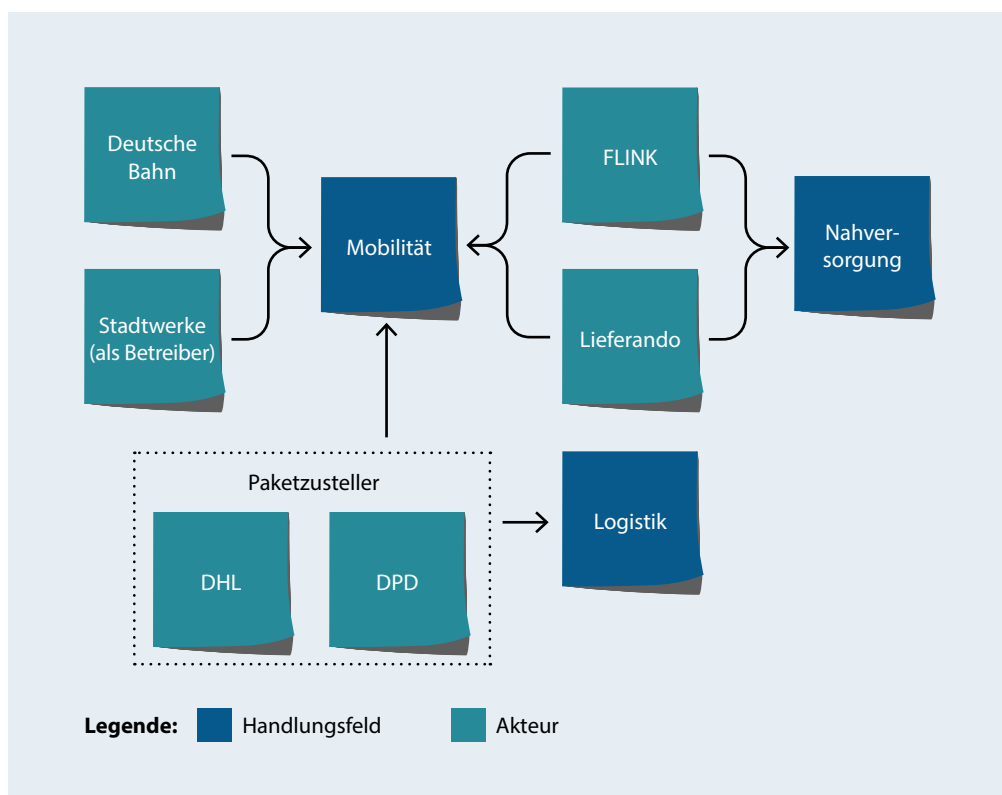 Deutsche
Bahn
FLINK
Mobilität
Nahver-
sorgung
Stadtwerke
(als Betreiber)
Lieferando
Paketzusteller
Logistik
DHL
DPD
Legende:
Handlungsfeld
Akteur